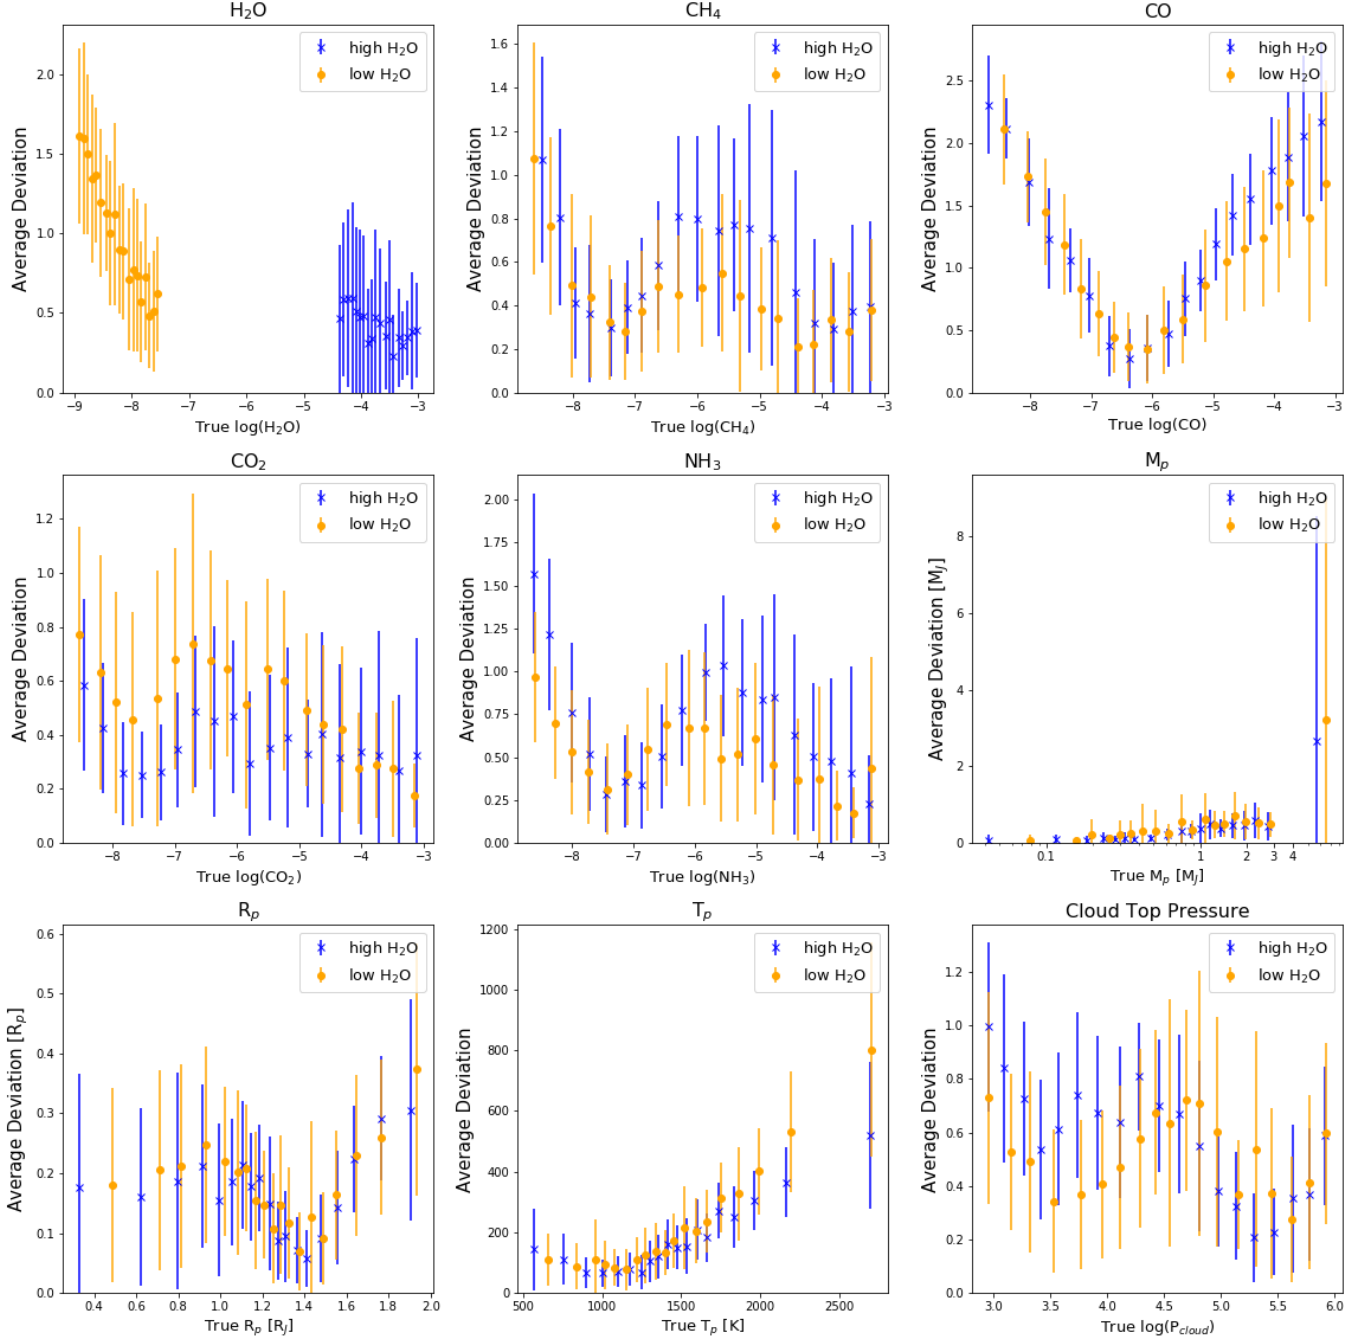 H₂O
high H₂O
low H₂O
Average Deviation
2.0
1.5
1.0
0.5
0.0
−9 −8 −7 −6 −5 −4 −3
True log(H₂O)
CH₄
high H₂O
low H₂O
Average Deviation
1.6
1.4
1.2
1.0
0.8
0.6
0.4
0.2
0.0
−8 −7 −6 −5 −4 −3
True log(CH₄)
CO
high H₂O
low H₂O
Average Deviation
2.5
2.0
1.5
1.0
0.5
0.0
−8 −7 −6 −5 −4 −3
True log(CO)
CO₂
high H₂O
low H₂O
Average Deviation
1.2
1.0
0.8
0.6
0.4
0.2
0.0
−8 −7 −6 −5 −4 −3
True log(CO₂)
NH₃
high H₂O
low H₂O
Average Deviation
2.00
1.75
1.50
1.25
1.00
0.75
0.50
0.25
0.00
−8 −7 −6 −5 −4 −3
True log(NH₃)
Mₚ
high H₂O
low H₂O
Average Deviation [M_J]
8
6
4
2
0
0.1 1 2 3 4
True Mₚ [M_J]
Rₚ
high H₂O
low H₂O
Average Deviation [Rₚ]
0.6
0.5
0.4
0.3
0.2
0.1
0.0
0.4 0.6 0.8 1.0 1.2 1.4 1.6 1.8 2.0
True Rₚ [R_J]
Tₚ
high H₂O
low H₂O
Average Deviation
1200
1000
800
600
400
200
0
500 1000 1500 2000 2500
True Tₚ [K]
Cloud Top Pressure
high H₂O
low H₂O
Average Deviation
1.2
1.0
0.8
0.6
0.4
0.2
0.0
3.0 3.5 4.0 4.5 5.0 5.5 6.0
True log(P_cloud)